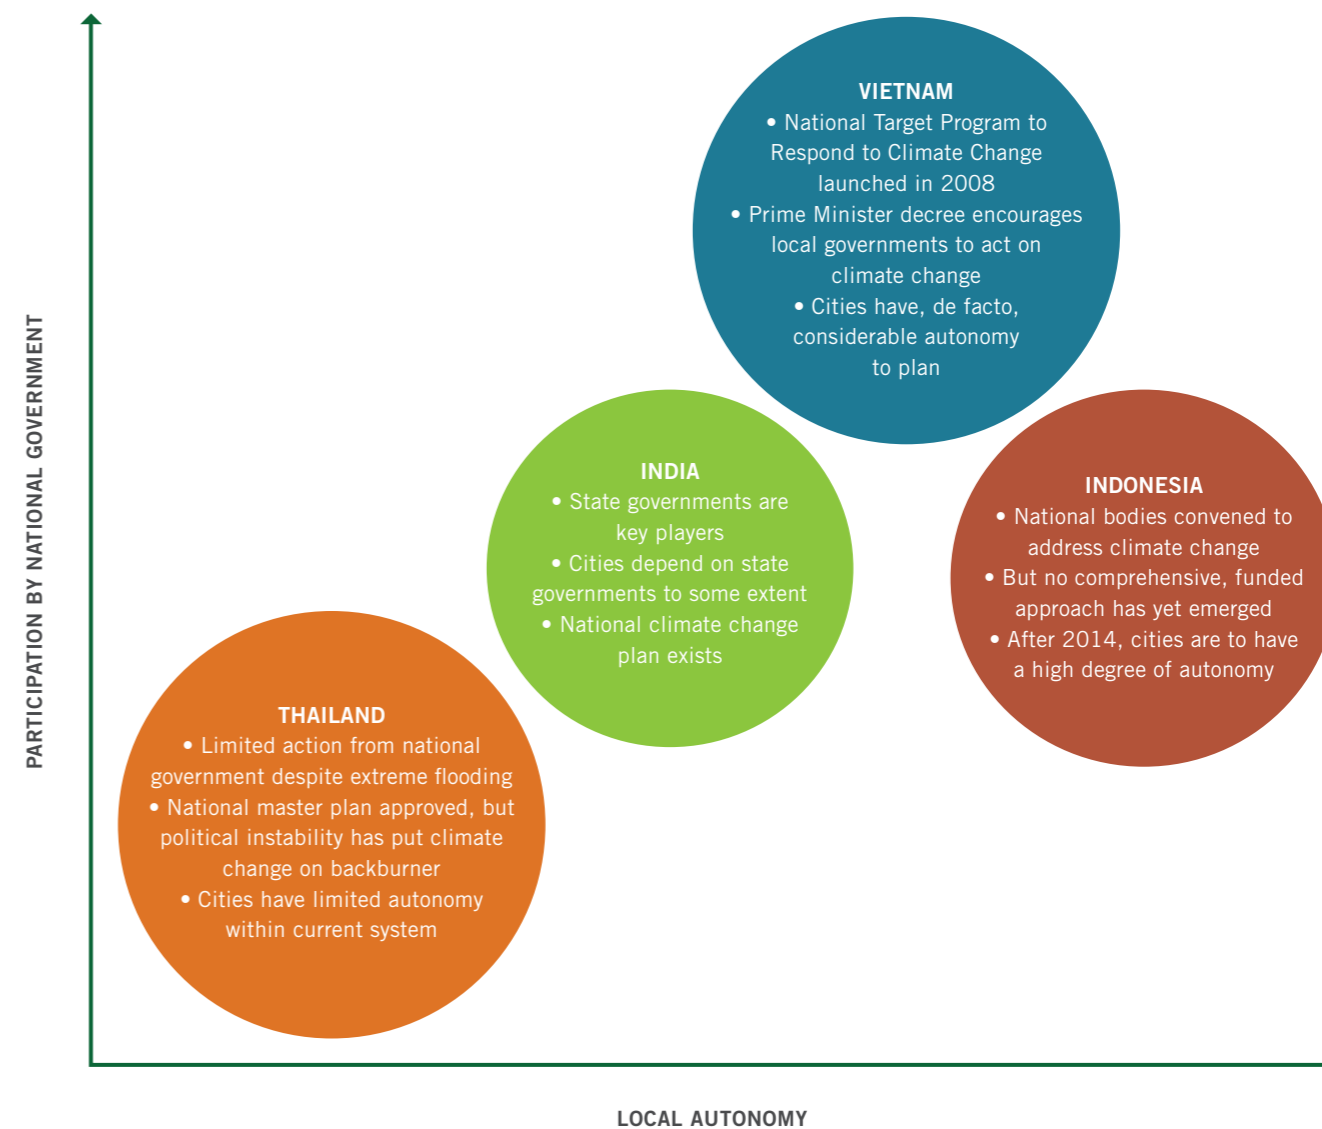 PARTICIPATION BY NATIONAL GOVERNMENT
VIETNAM
• National Target Program to
Respond to Climate Change
launched in 2008
• Prime Minister decree encourages
local governments to act on
climate change
• Cities have, de facto,
considerable autonomy
to plan
INDIA
• State governments are
key players
• Cities depend on state
governments to some extent
• National climate change
plan exists
INDONESIA
• National bodies convened to
address climate change
• But no comprehensive, funded
approach has yet emerged
• After 2014, cities are to have
a high degree of autonomy
THAILAND
• Limited action from national
government despite extreme flooding
• National master plan approved, but
political instability has put climate
change on backburner
• Cities have limited autonomy
within current system
LOCAL AUTONOMY